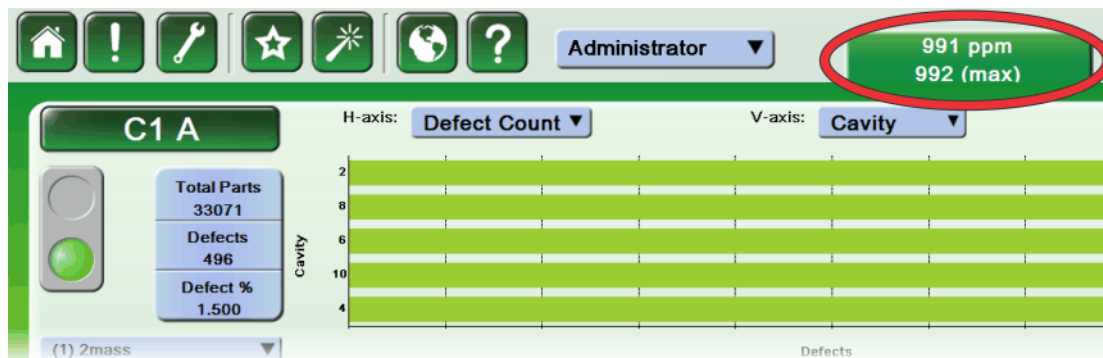 !
?
Administrator ▼
991 ppm
992 (max)
C1 A
H-axis: Defect Count ▼
V-axis: Cavity ▼
Total Parts
33071
Defects
496
Defect %
1.500
Cavity
2
8
6
10
4
(1) 2mass ▼
Defects